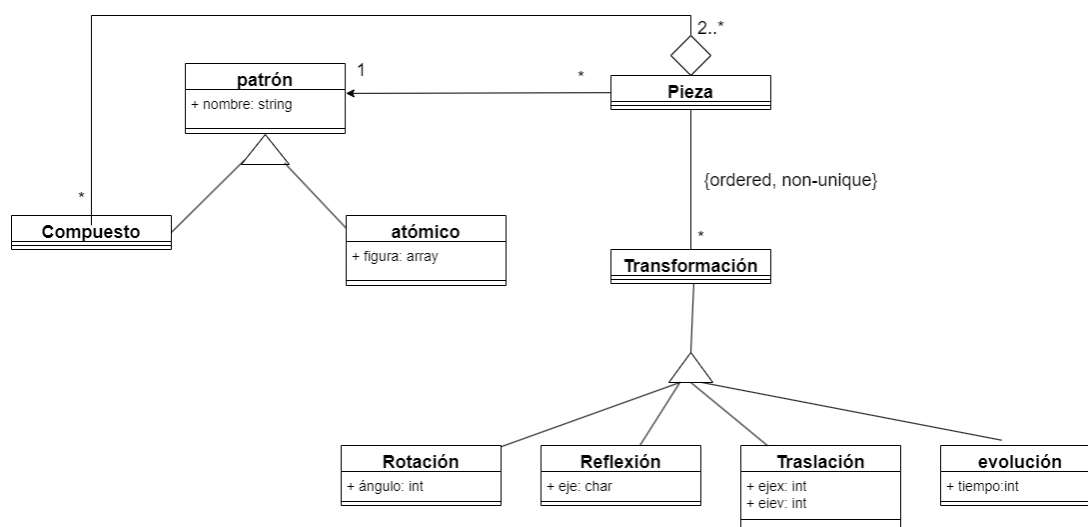 2..*
1
*
patrón
+ nombre: string
Pieza
{ordered, non-unique}
*
Compuesto
atómico
+ figura: array
*
Transformación
Rotación
+ ángulo: int
Reflexión
+ eje: char
Traslación
+ ejex: int
+ eiev: int
evolución
+ tiempo:int